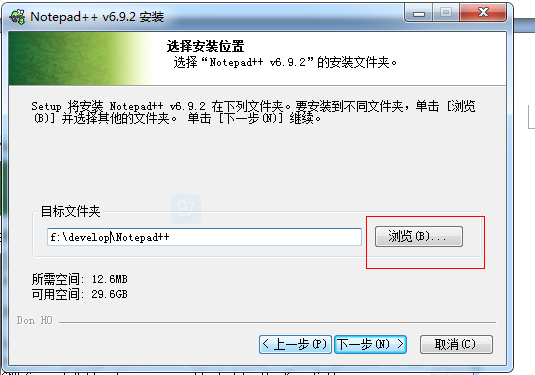 Notepad++ v6.9.2 安装
选择安装位置
选择“Notepad++ v6.9.2”的安装文件夹。
Setup 将安装 Notepad++ v6.9.2 在下列文件夹。要安装到不同文件夹，单击 [浏览
(B)] 并选择其他的文件夹。 单击 [下一步(N)] 继续。
目标文件夹
f:\develop\Notepad++
浏览(B)...
所需空间: 12.6MB
可用空间: 29.6GB
Don HO
< 上一步(P)
下一步(N) >
取消(C)